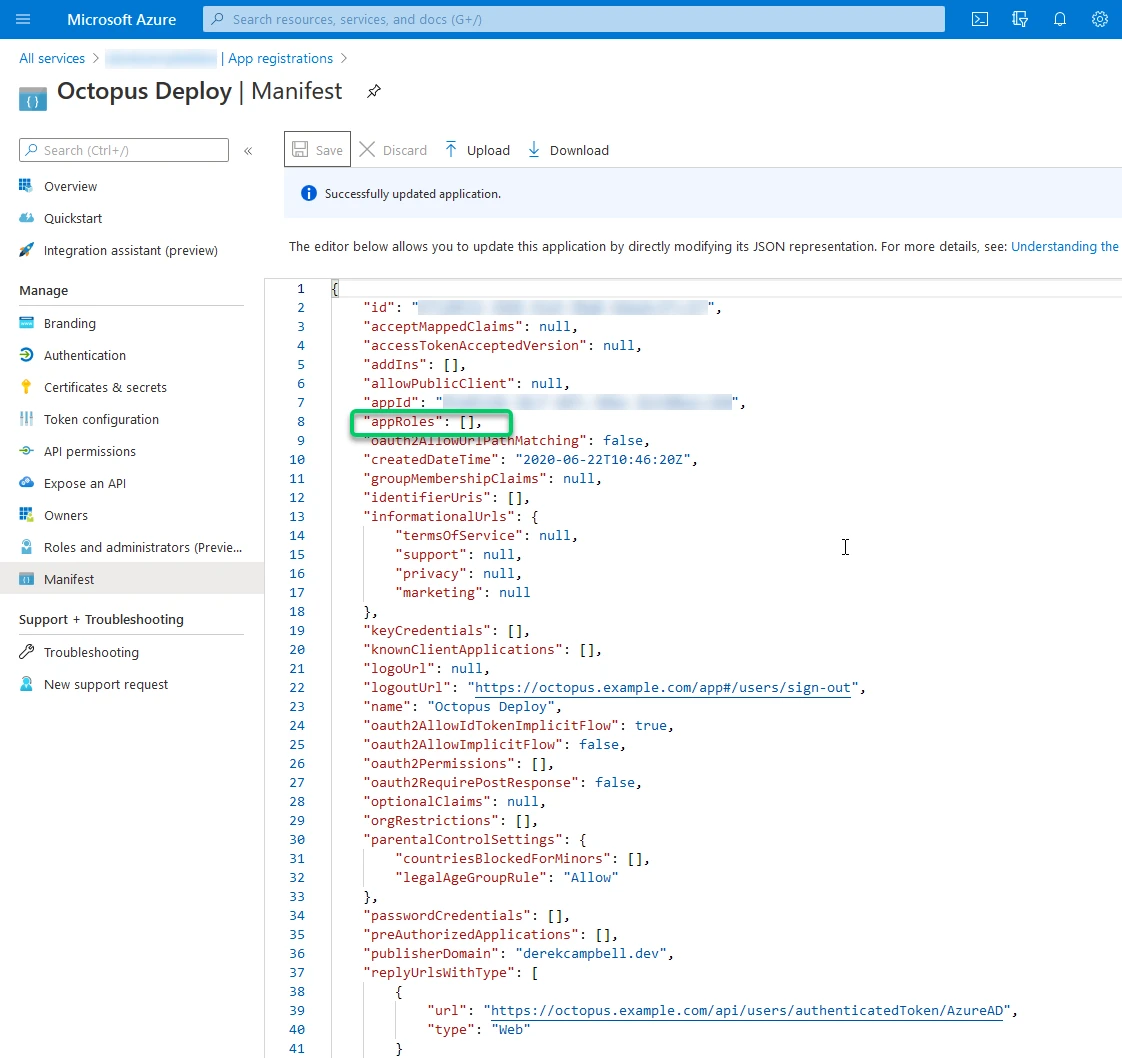 Microsoft Azure
Search resources, services, and docs (G+/)
All services > | App registrations >
Octopus Deploy | Manifest
Search (Ctrl+/)
«
Save
Discard
Upload
Download
Overview
Quickstart
Integration assistant (preview)
Manage
Branding
Authentication
Certificates & secrets
Token configuration
API permissions
Expose an API
Owners
Roles and administrators (Previe...
Manifest
Support + Troubleshooting
Troubleshooting
New support request
Successfully updated application.
The editor below allows you to update this application by directly modifying its JSON representation. For more details, see: Understanding the
1 {
2 "id": "",
3 "acceptMappedClaims": null,
4 "accessTokenAcceptedVersion": null,
5 "addIns": [],
6 "allowPublicClient": null,
7 "appId": "",
8 "appRoles": [],
9 "oauth2AllowUrlPathMatching": false,
10 "createdDateTime": "2020-06-22T10:46:20Z",
11 "groupMembershipClaims": null,
12 "identifierUris": [],
13 "informationalUrls": {
14 "termsOfService": null,
15 "support": null,
16 "privacy": null,
17 "marketing": null
18 },
19 "keyCredentials": [],
20 "knownClientApplications": [],
21 "logoUrl": null,
22 "logoutUrl": "https://octopus.example.com/app#/users/sign-out",
23 "name": "Octopus Deploy",
24 "oauth2AllowIdTokenImplicitFlow": true,
25 "oauth2AllowImplicitFlow": false,
26 "oauth2Permissions": [],
27 "oauth2RequirePostResponse": false,
28 "optionalClaims": null,
29 "orgRestrictions": [],
30 "parentalControlSettings": {
31 "countriesBlockedForMinors": [],
32 "legalAgeGroupRule": "Allow"
33 },
34 "passwordCredentials": [],
35 "preAuthorizedApplications": [],
36 "publisherDomain": "derekcampbell.dev",
37 "replyUrlsWithType": [
38 {
39 "url": "https://octopus.example.com/api/users/authenticatedToken/AzureAD",
40 "type": "Web"
41 }